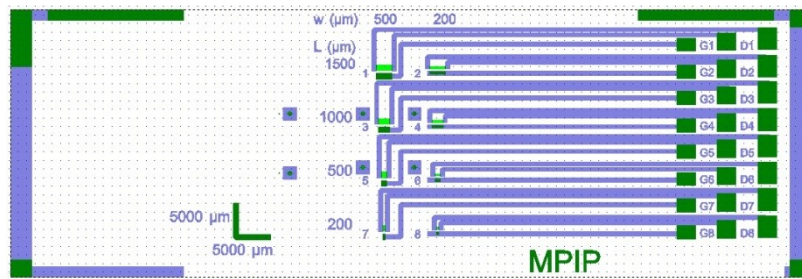 w (µm) 500 200
L (µm)
1500
1 2 G1 D1
G2 D2
G3 D3
1000
3 4 G4 D4
G5 D5
500
5 6 G6 D6
5000 µm G7 D7
200
7 8 G8 D8
5000 µm
MPIP